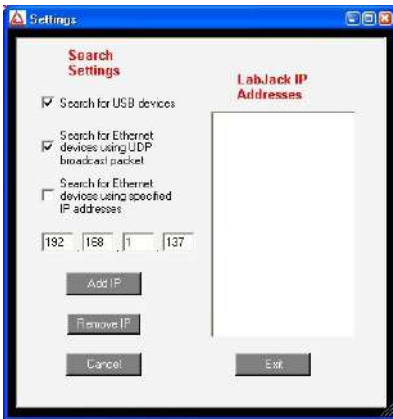 Settings
Search
Settings
Search for USB devices
Search for Ethernet
devices using UDP
broadcast packet
Search for Ethernet
devices using specified
IP addresses
192 . 168 . 1 . 137
Add IP
Remove IP
Cancel
LabJack IP
Addresses
Exit